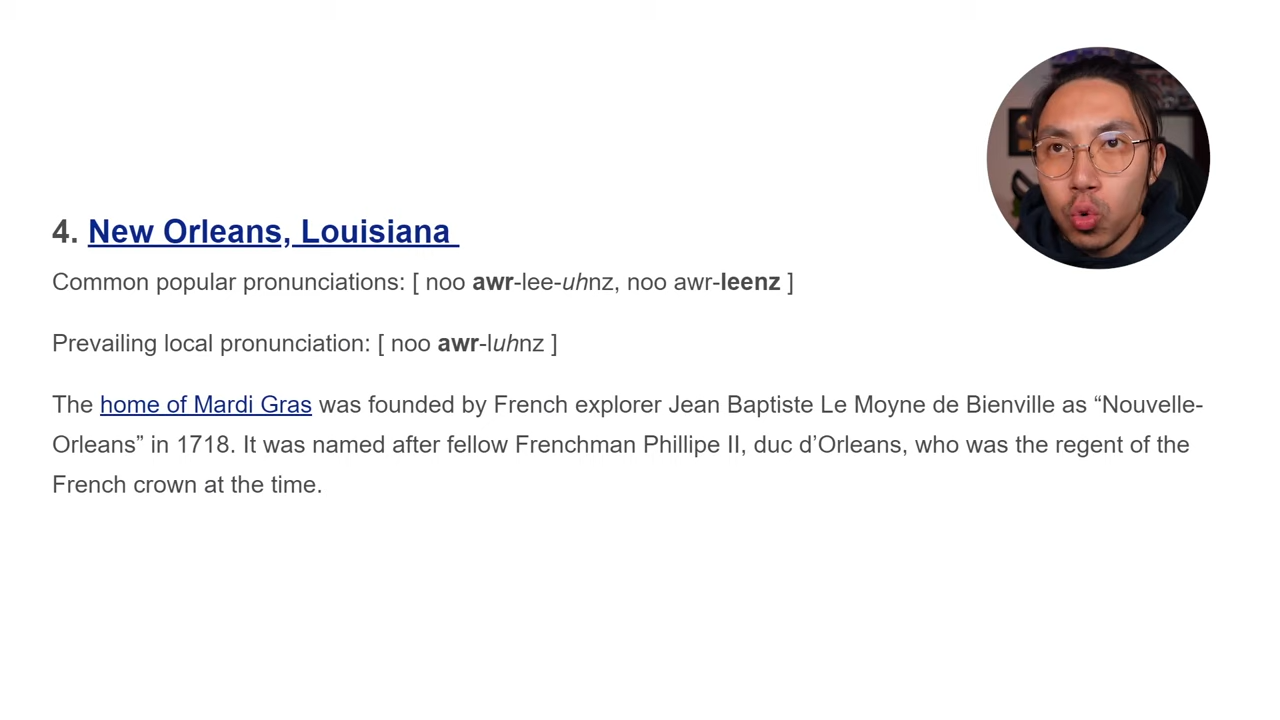 4. New Orleans, Louisiana
Common popular pronunciations: [ noo awr-lee-uhnz, noo awr-leenz ]
Prevailing local pronunciation: [ noo awr-luhnz ]
The home of Mardi Gras was founded by French explorer Jean Baptiste Le Moyne de Bienville as “Nouvelle-
Orleans” in 1718. It was named after fellow Frenchman Phillipe II, duc d’Orleans, who was the regent of the
French crown at the time.